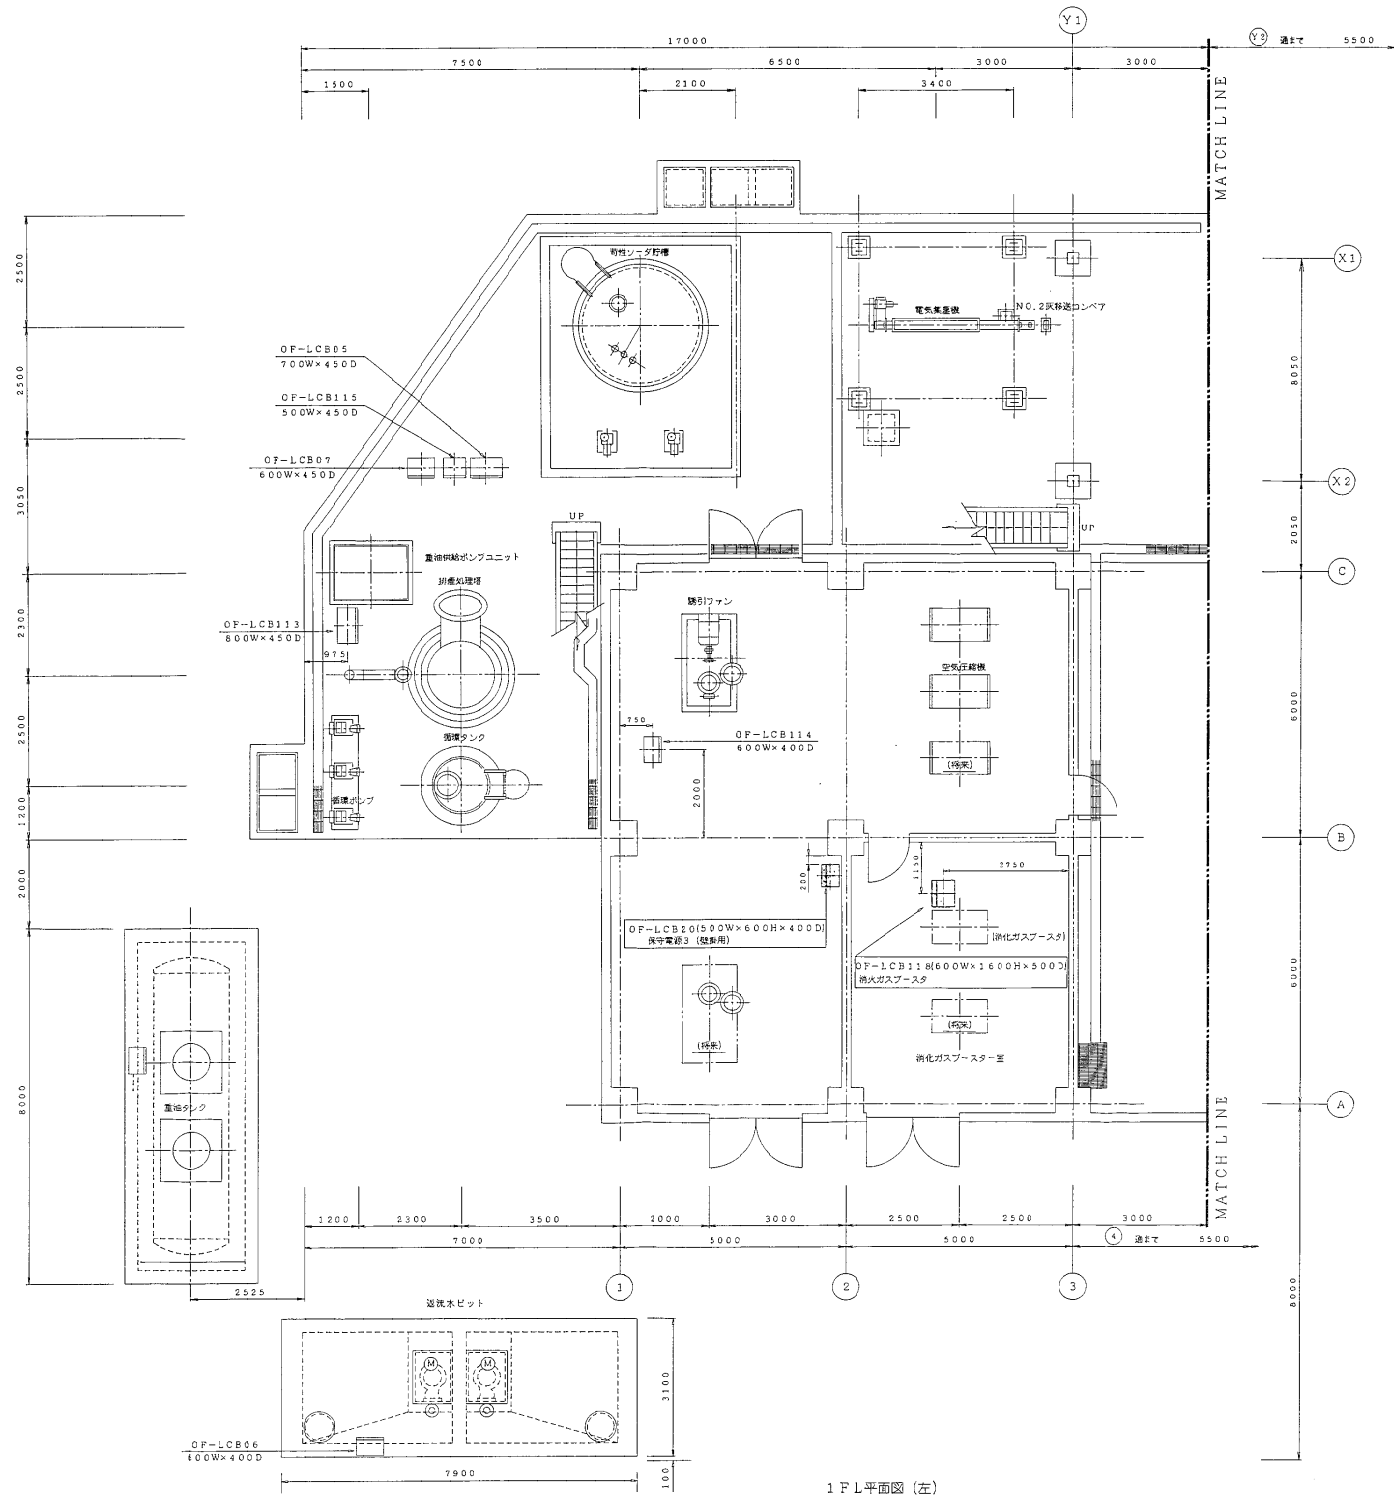 Y1
17000
Y2 通まで 5500
7500
6500
3000
3000
1500
2100
3400
MATCH LINE
苛性ソーダ貯槽
X1
2500
電気集塵機
NO.2灰移送コンベア
OF-LCB05
700W×450D
8050
2500
OF-LCB115
500W×450D
OF-LCB07
600W×450D
X2
3050
UP
UP
2050
重油供給ポンプユニット
C
排煙処理塔
誘引ファン
2300
OF-LCB113
800W×450D
975
空気圧縮機
6000
2500
750
循環タンク
OF-LCB114
600W×400D
(将来)
2000
1200
循環ポンプ
B
2000
200
1150
2750
OF-LCB20(500W×600H×400D)
保守電源3 (壁掛用)
(消化ガスブースタ)
OF-LCB118(600W×1600H×500D)
消火ガスブースタ
6000
(将来)
(将来)
消化ガスブースター室
8000
重油タンク
A
MATCH LINE
1200
2300
3500
2000
3000
2500
2500
3000
7000
5000
5000
4 通まで 5500
1
2
3
2525
8000
返流水ピット
M
M
3100
OF-LCB06
400W×400D
7900
100
1FL平面図 (左)